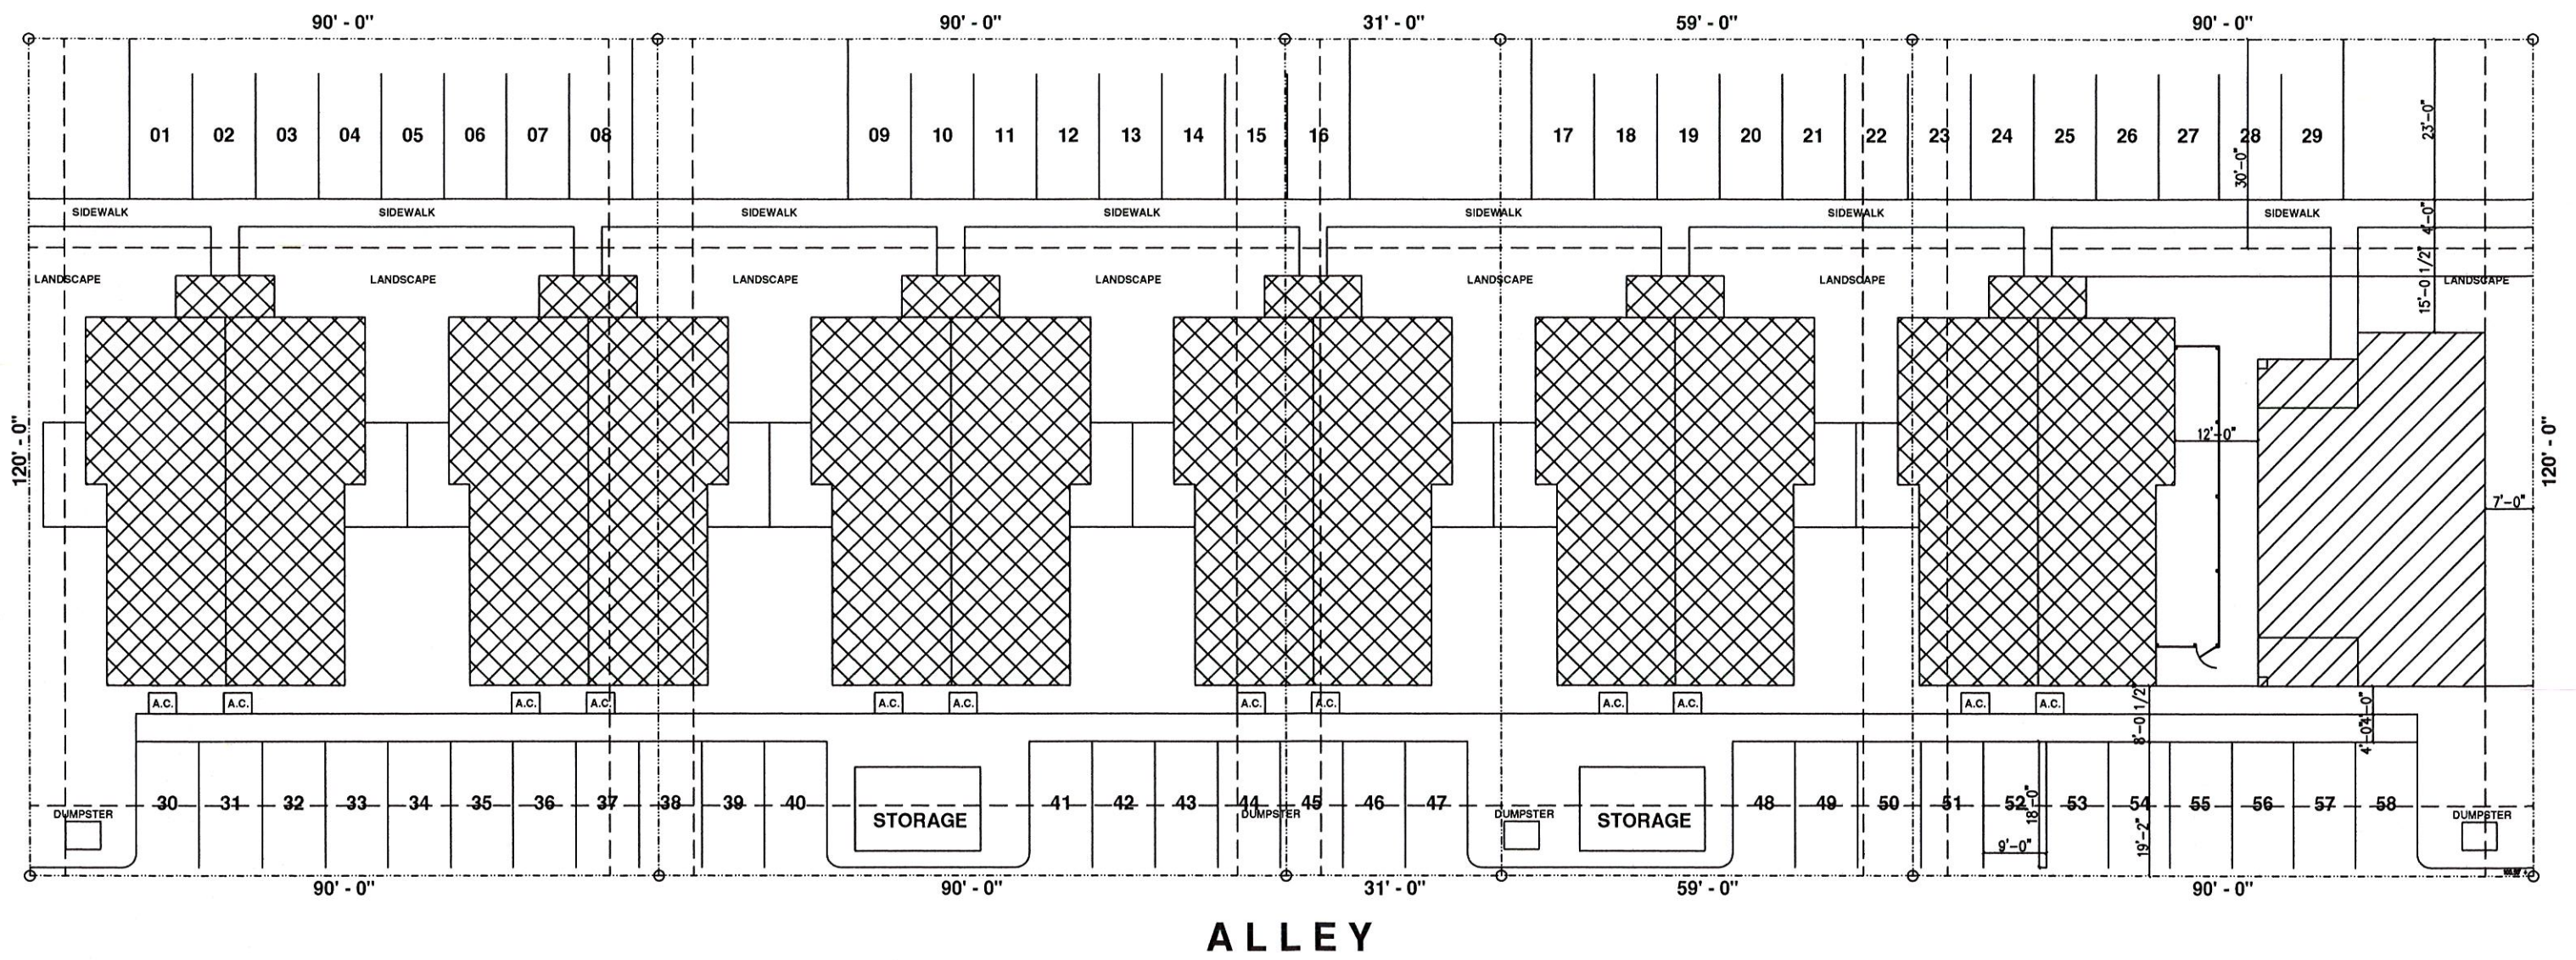 90' - 0" 90' - 0" 31' - 0" 59' - 0" 90' - 0"
01 02 03 04 05 06 07 08 09 10 11 12 13 14 15 16 17 18 19 20 21 22 23 24 25 26 27 28 29
23'-0"
30'-0"
SIDEWALK SIDEWALK SIDEWALK SIDEWALK SIDEWALK SIDEWALK SIDEWALK
4'-0"
LANDSCAPE LANDSCAPE LANDSCAPE LANDSCAPE LANDSCAPE LANDSCAPE LANDSCAPE
15'-0 1/2"
120' - 0" 12'-0" 120' - 0"
7'-0"
A.C. A.C. A.C. A.C. A.C. A.C. A.C. A.C. A.C. A.C. A.C. A.C.
8'-0 1/2" 4'-0"
4'-0"
30 31 32 33 34 35 36 37 38 39 40 41 42 43 44 45 46 47 48 49 50 51 52 53 54 55 56 57 58
18'-0"
DUMPSTER STORAGE DUMPSTER DUMPSTER STORAGE DUMPSTER
9'-0" 19'-2"
90' - 0" 90' - 0" 31' - 0" 59' - 0" 90' - 0"
ALLEY